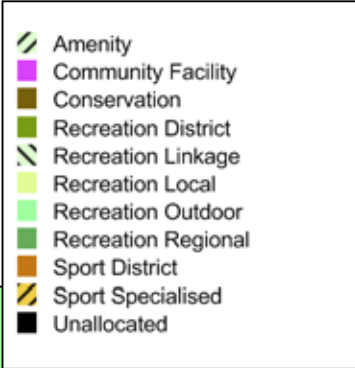 Amenity
Community Facility
Conservation
Recreation District
Recreation Linkage
Recreation Local
Recreation Outdoor
Recreation Regional
Sport District
Sport Specialised
Unallocated